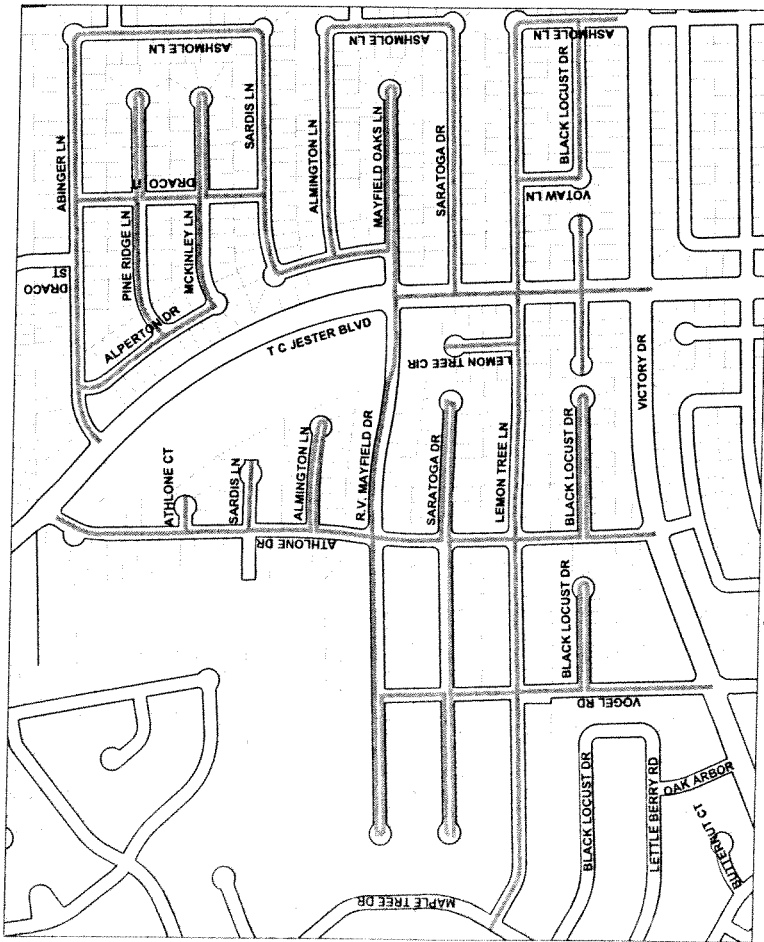 ASHMOLE LN
ASHMOLE LN
ASHMOLE LN
ABINGER LN
SARDIS LN
ALMINGTON LN
MAYFIELD OAKS LN
SARATOGA DR
BLACK LOCUST DR
DRACO ST
VOTAW LN
PINE RIDGE LN
MCKINLEY LN
DRACO
ST
ALPERTON DR
T C JESTER BLVD
LEMON TREE CIR
VICTORY DR
ATHLONE CT
SARDIS LN
ALMINGTON LN
R.V. MAYFIELD DR
SARATOGA DR
LEMON TREE LN
BLACK LOCUST DR
ATHLONE DR
BLACK LOCUST DR
VOGEL RD
BLACK LOCUST DR
LETTLE BERRY RD
OAK ARBOR
BUTTERNUT CT
MAPLE TREE DR